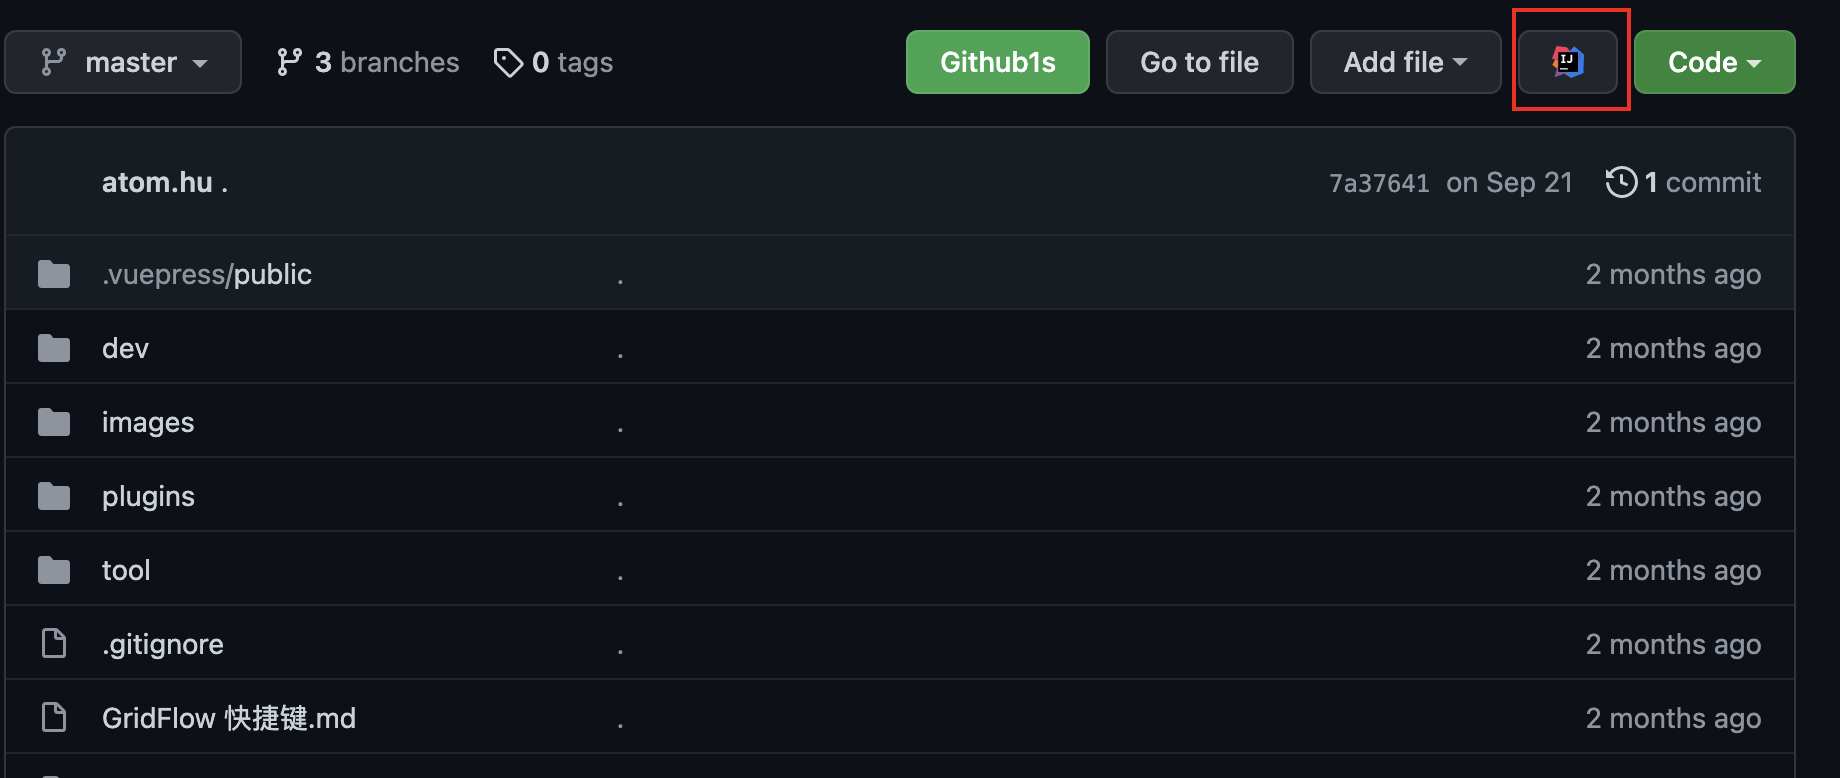 master 3 branches 0 tags Github1s Go to file Add file IJ Code
atom.hu . 7a37641 on Sep 21 1 commit
.vuepress/public . 2 months ago
dev . 2 months ago
images . 2 months ago
plugins . 2 months ago
tool . 2 months ago
.gitignore . 2 months ago
GridFlow 快捷键.md . 2 months ago